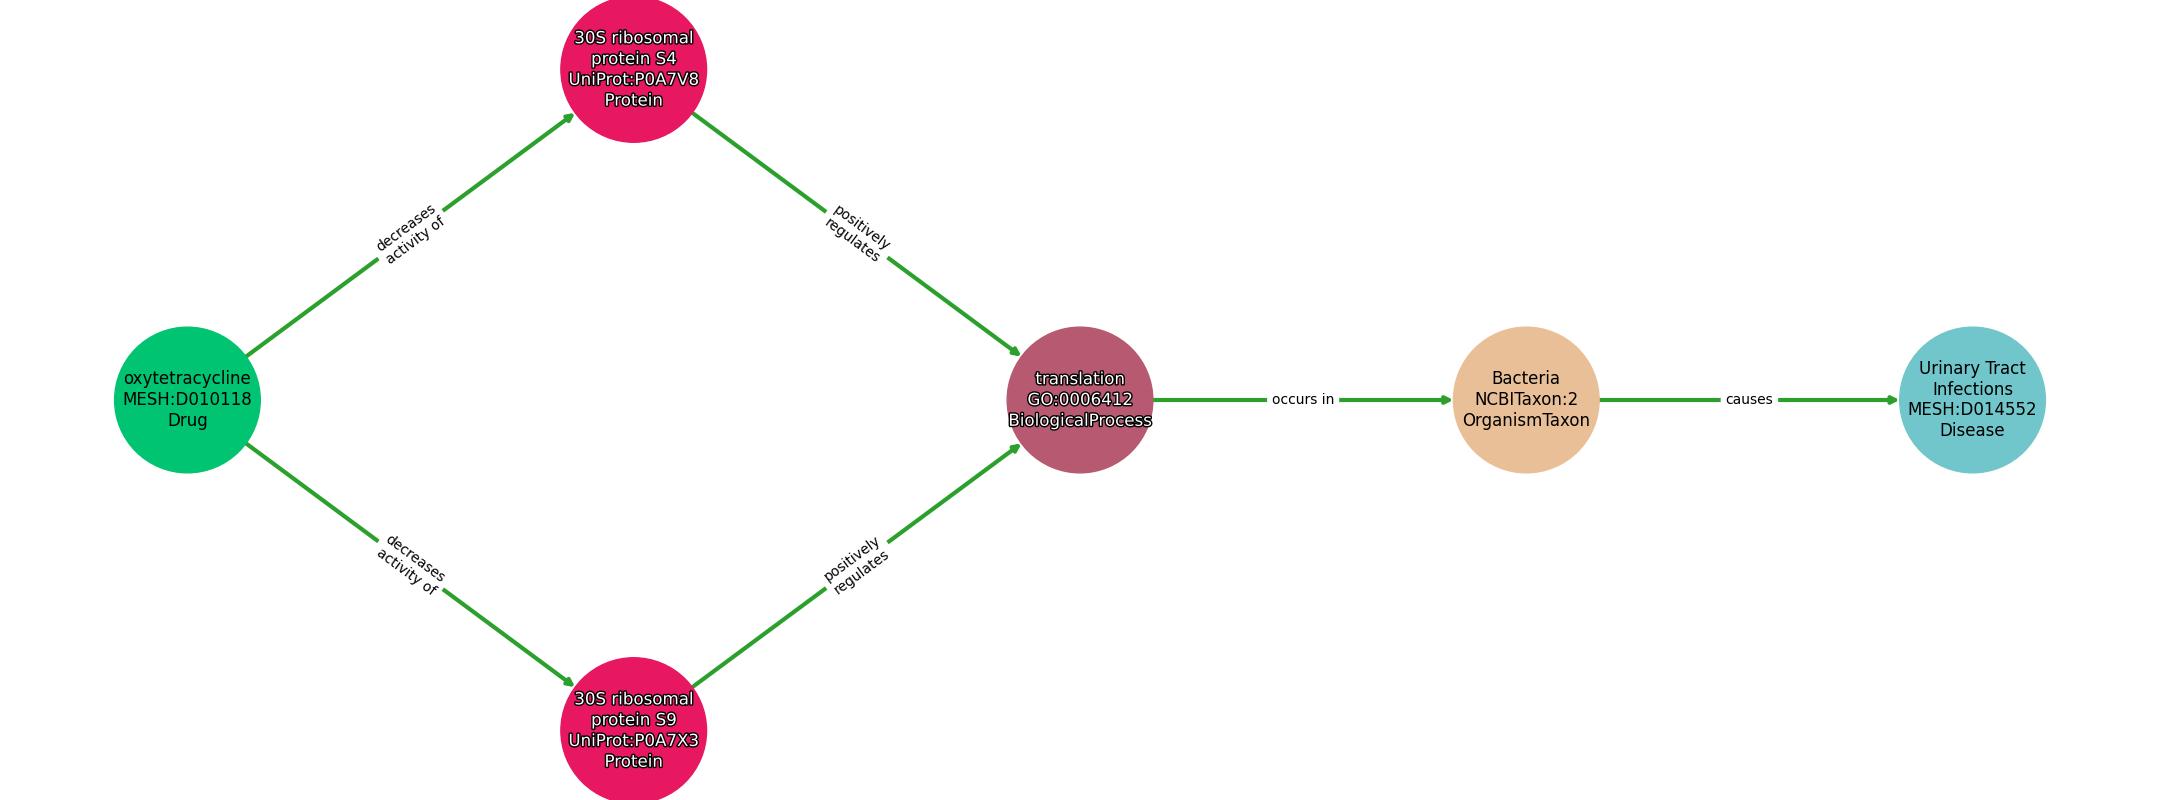 30S ribosomal
protein S4
UniProt:P0A7V8
Protein
decreases
activity of
positively
regulates
oxytetracycline
MESH:D010118
Drug
translation
GO:0006412
BiologicalProcess
occurs in
Bacteria
NCBITaxon:2
OrganismTaxon
causes
Urinary Tract
Infections
MESH:D014552
Disease
decreases
activity of
positively
regulates
30S ribosomal
protein S9
UniProt:P0A7X3
Protein